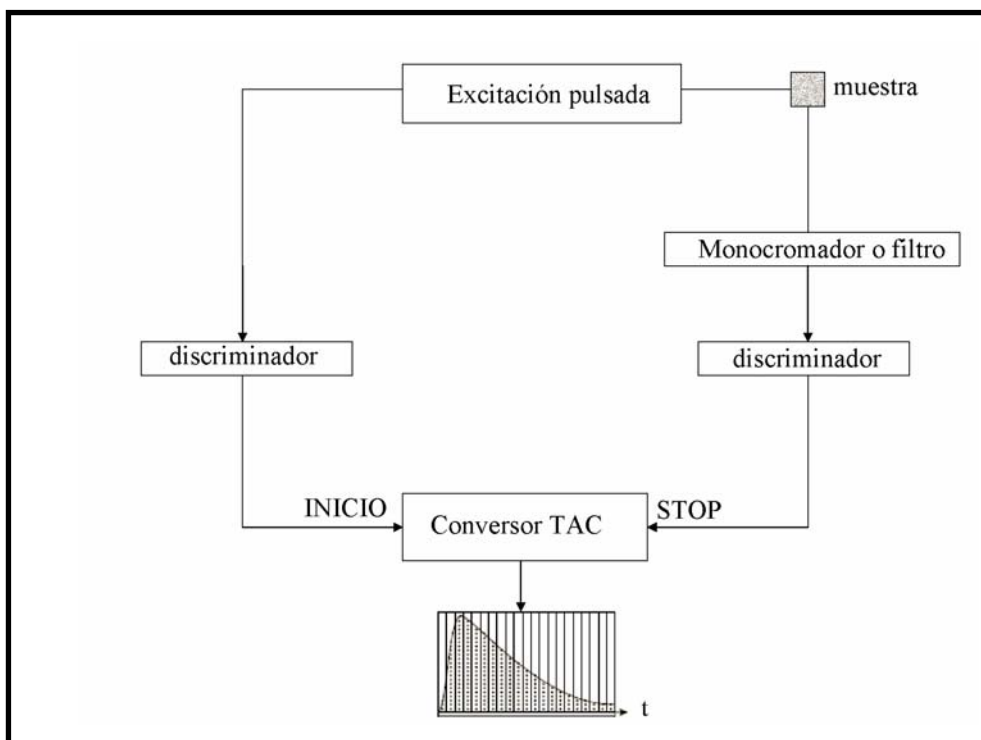 Excitación pulsada
muestra
Monocromador o filtro
discriminador
discriminador
INICIO
Conversor TAC
STOP
t